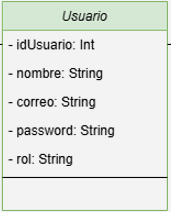 Usuario
- idUsuario: Int
- nombre: String
- correo: String
- password: String
- rol: String